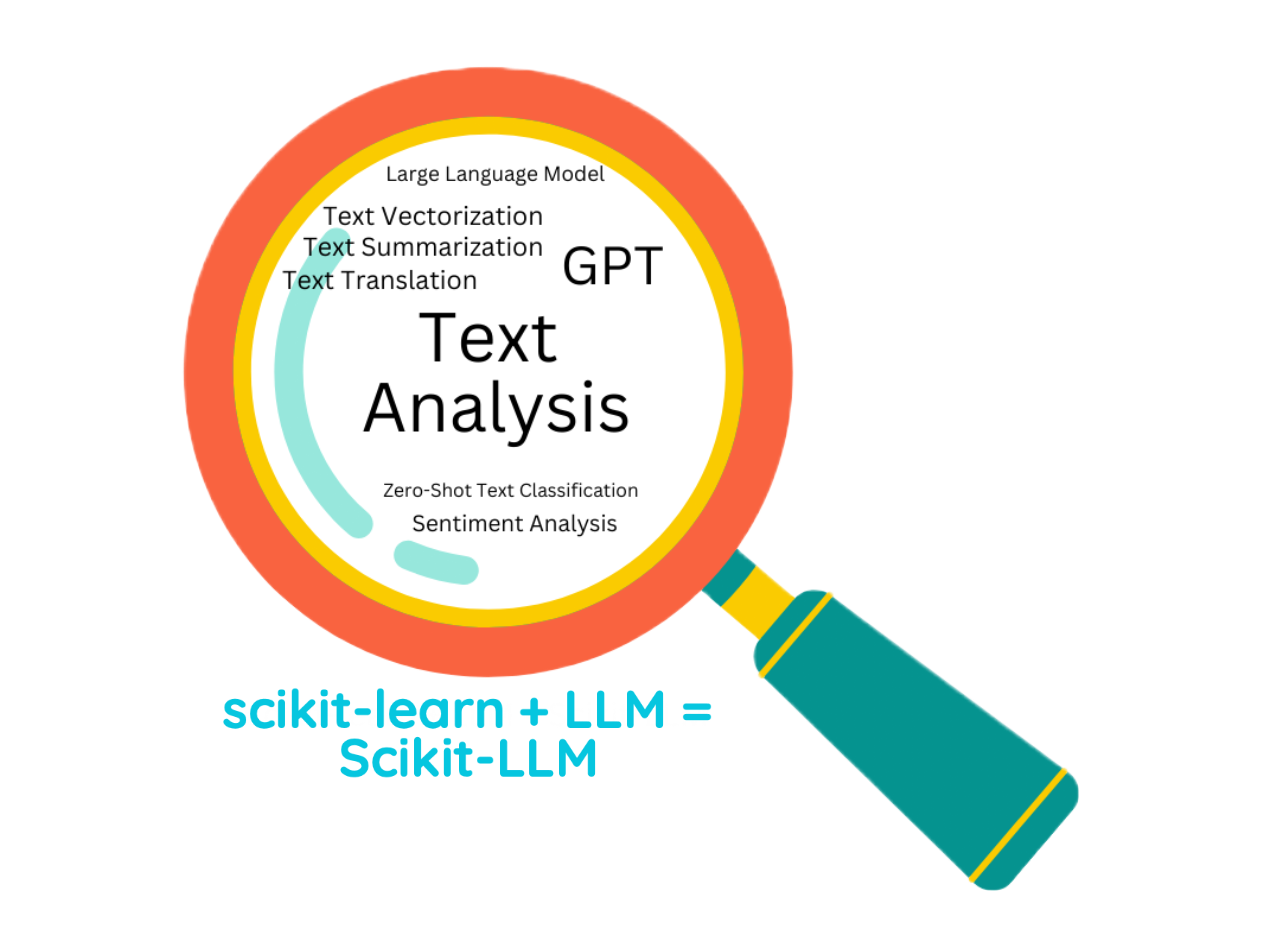 Large Language Model
Text Vectorization
Text Summarization
GPT
Text Translation
Text
Analysis
Zero-Shot Text Classification
Sentiment Analysis
scikit-learn + LLM =
Scikit-LLM